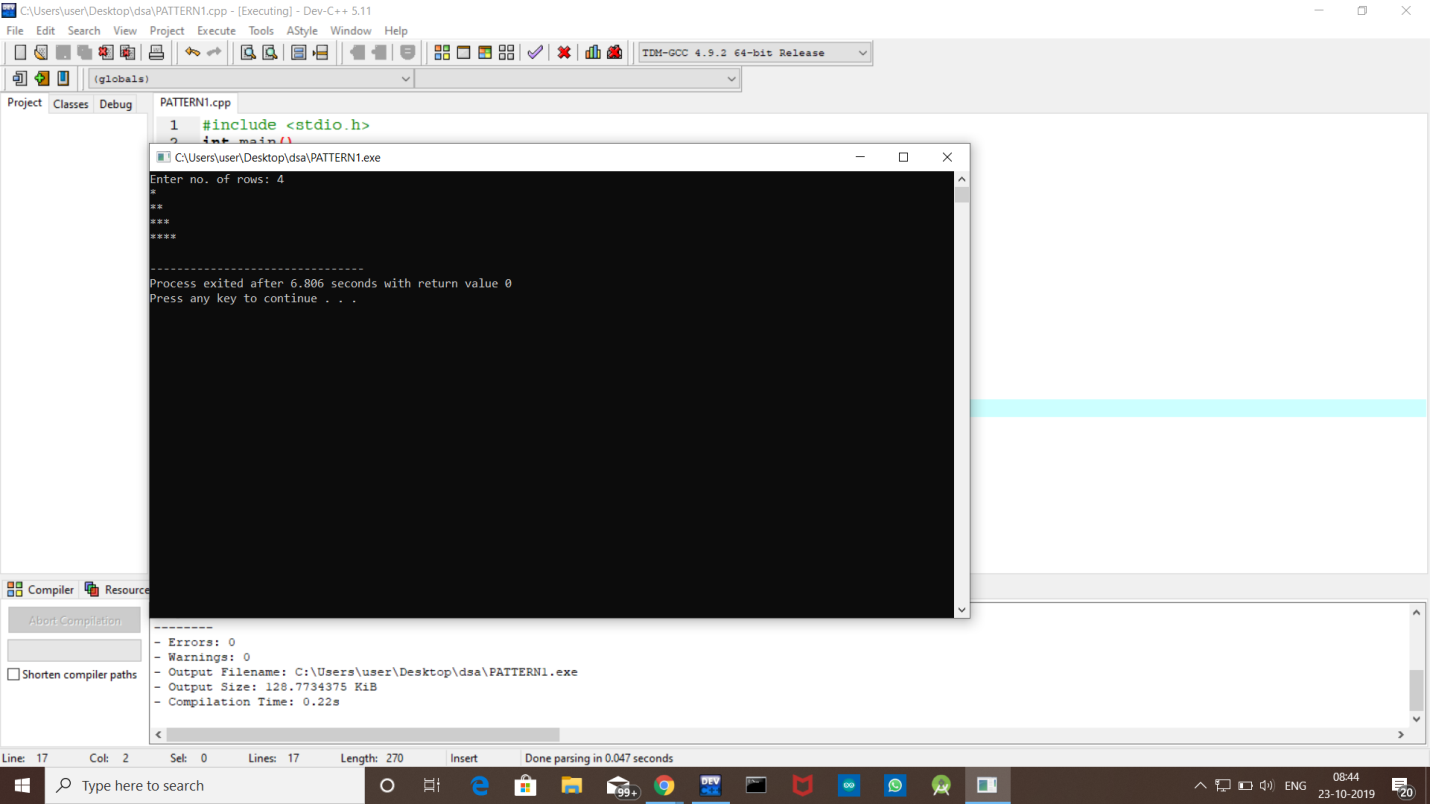 C:\Users\user\Desktop\dsa\PATTERN1.cpp - [Executing] - Dev-C++ 5.11
File Edit Search View Project Execute Tools AStyle Window Help
TDM-GCC 4.9.2 64-bit Release
(globals)
Project Classes Debug PATTERN1.cpp
1 #include <stdio.h>
2 int main()
C:\Users\user\Desktop\dsa\PATTERN1.exe
Enter no. of rows: 4
*
**
***
****
--------------------------------
Process exited after 6.806 seconds with return value 0
Press any key to continue . . .
Compiler Resource
Abort Compilation
Shorten compiler paths
--------
- Errors: 0
- Warnings: 0
- Output Filename: C:\Users\user\Desktop\dsa\PATTERN1.exe
- Output Size: 128.7734375 KiB
- Compilation Time: 0.22s
Line: 17 Col: 2 Sel: 0 Lines: 17 Length: 270 Insert Done parsing in 0.047 seconds
Type here to search
99+
DEV
ENG
08:44
23-10-2019
20